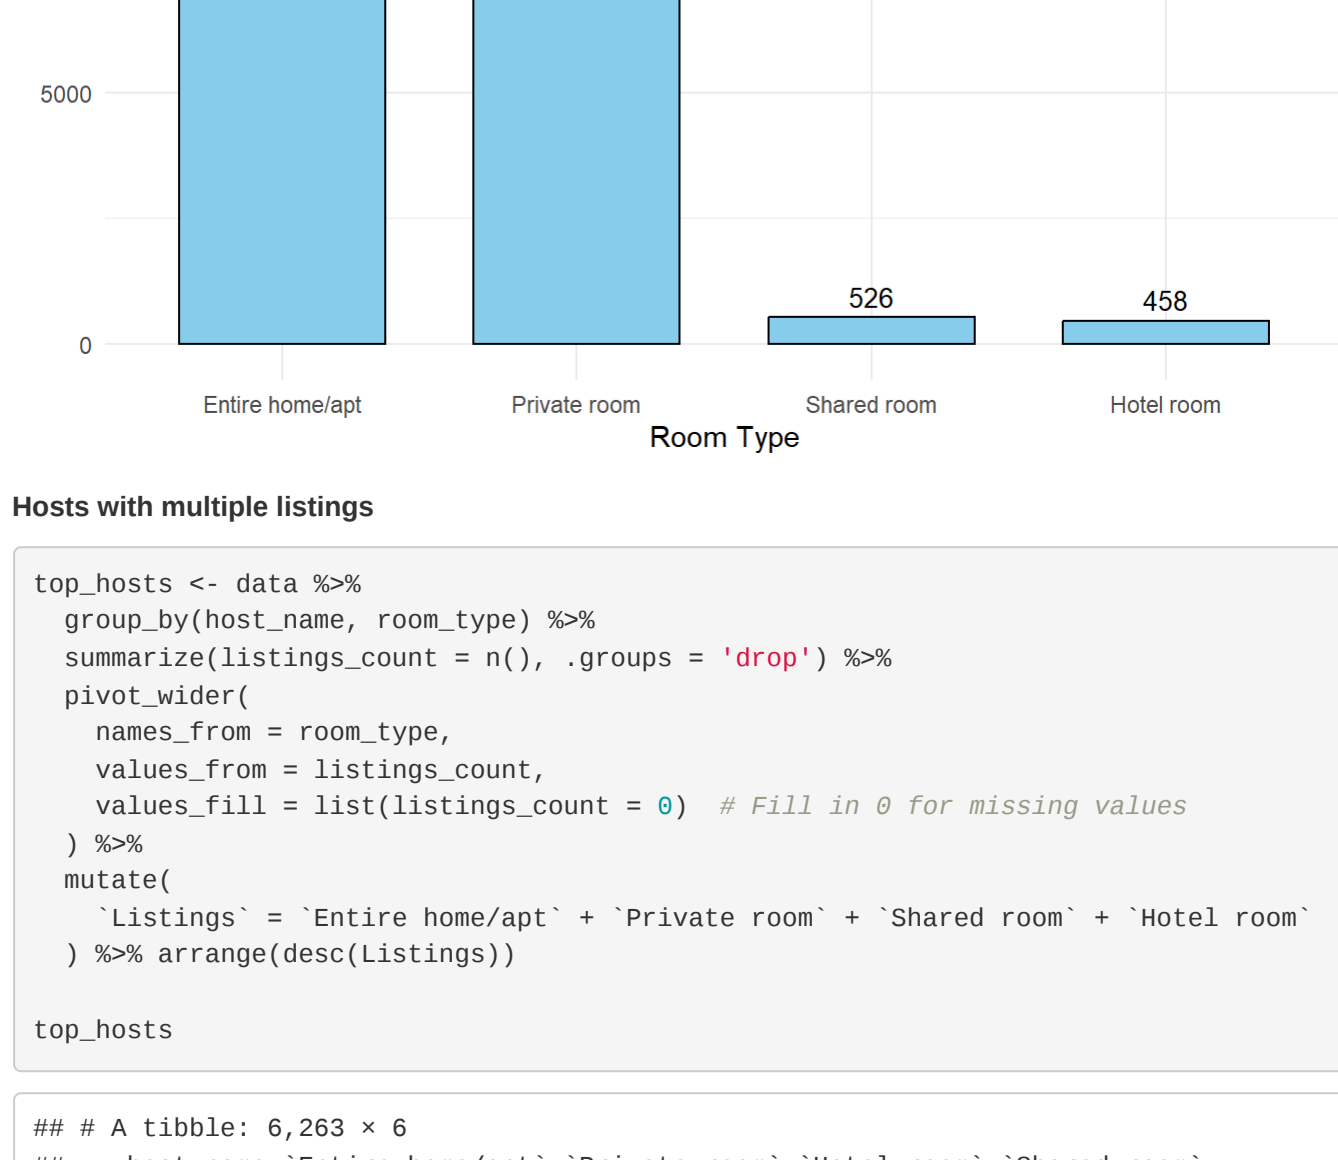 5000
526
458
0
Entire home/apt Private room Shared room Hotel room
Room Type
Hosts with multiple listings
top_hosts <- data %>%
  group_by(host_name, room_type) %>%
  summarize(listings_count = n(), .groups = 'drop') %>%
  pivot_wider(
    names_from = room_type,
    values_from = listings_count,
    values_fill = list(listings_count = 0)  # Fill in 0 for missing values
  ) %>%
  mutate(
    `Listings` = `Entire home/apt` + `Private room` + `Shared room` + `Hotel room`
  ) %>% arrange(desc(Listings))
top_hosts
## # A tibble: 6,263 × 6